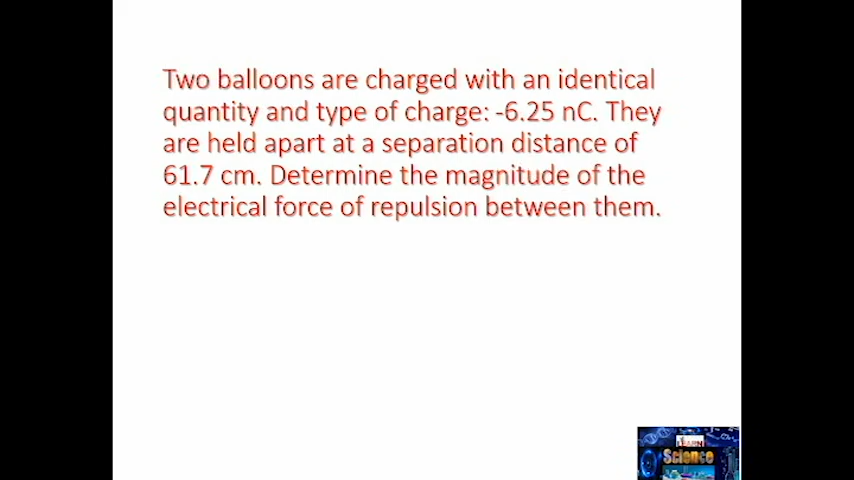 Two balloons are charged with an identical
quantity and type of charge: -6.25 nC. They
are held apart at a separation distance of
61.7 cm. Determine the magnitude of the
electrical force of repulsion between them.
LEARN
Science